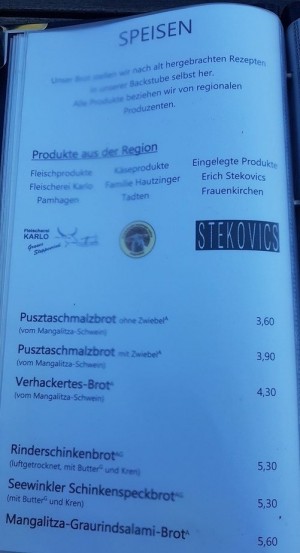 SPEISEN
Unser Brot stellen wir nach alt hergebrachten Rezepten
in unserer Backstube selbst her.
Alle Produkte beziehen wir von regionalen
Produzenten.
Produkte aus der Region
Fleischprodukte Käseprodukte Eingelegte Produkte
Fleischerei Karlo Familie Hautzinger Erich Stekovics
Pamhagen Tadten Frauenkirchen
Fleischerei
KARLO
STEKOVICS
Pusztaschmalzbrot ohne Zwiebel^A 3,60
(vom Mangalitza-Schwein)
Pusztaschmalzbrot mit Zwiebel^A 3,90
(vom Mangalitza-Schwein)
Verhackertes-Brot^A 4,30
(vom Mangalitza-Schwein)
Rinderschinkenbrot^AG 5,30
(luftgetrocknet, mit Butter^G und Kren)
Seewinkler Schinkenspeckbrot^AG 5,30
(mit Butter^G und Kren)
Mangalitza-Graurindsalami-Brot^A 5,60